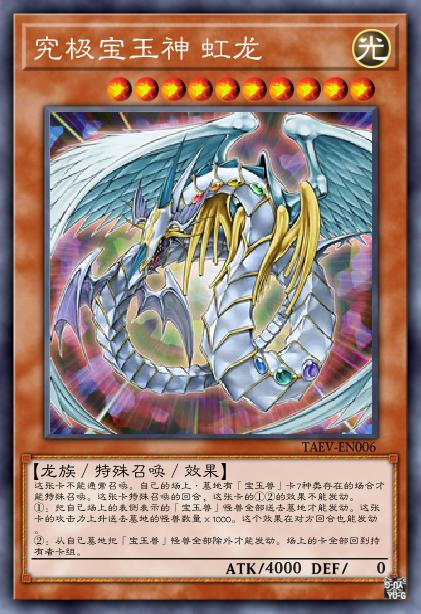 究极宝玉神 虹龙
光
TAEV-EN006
【龙族／特殊召唤／效果】
这张卡不能通常召唤。自己的场上·墓地有「宝玉兽」卡7种类存在的场合才
能特殊召唤。这张卡特殊召唤的回合，这张卡的①②的效果不能发动。
①：把自己场上的表侧表示的「宝玉兽」怪兽全部送去墓地才能发动。这张
卡的攻击力上升送去墓地的怪兽数量×1000。这个效果在对方回合也能发动
。
②：从自己墓地把「宝玉兽」怪兽全部除外才能发动。场上的卡全部回到持
有者卡组。
ATK/4000 DEF/ 0